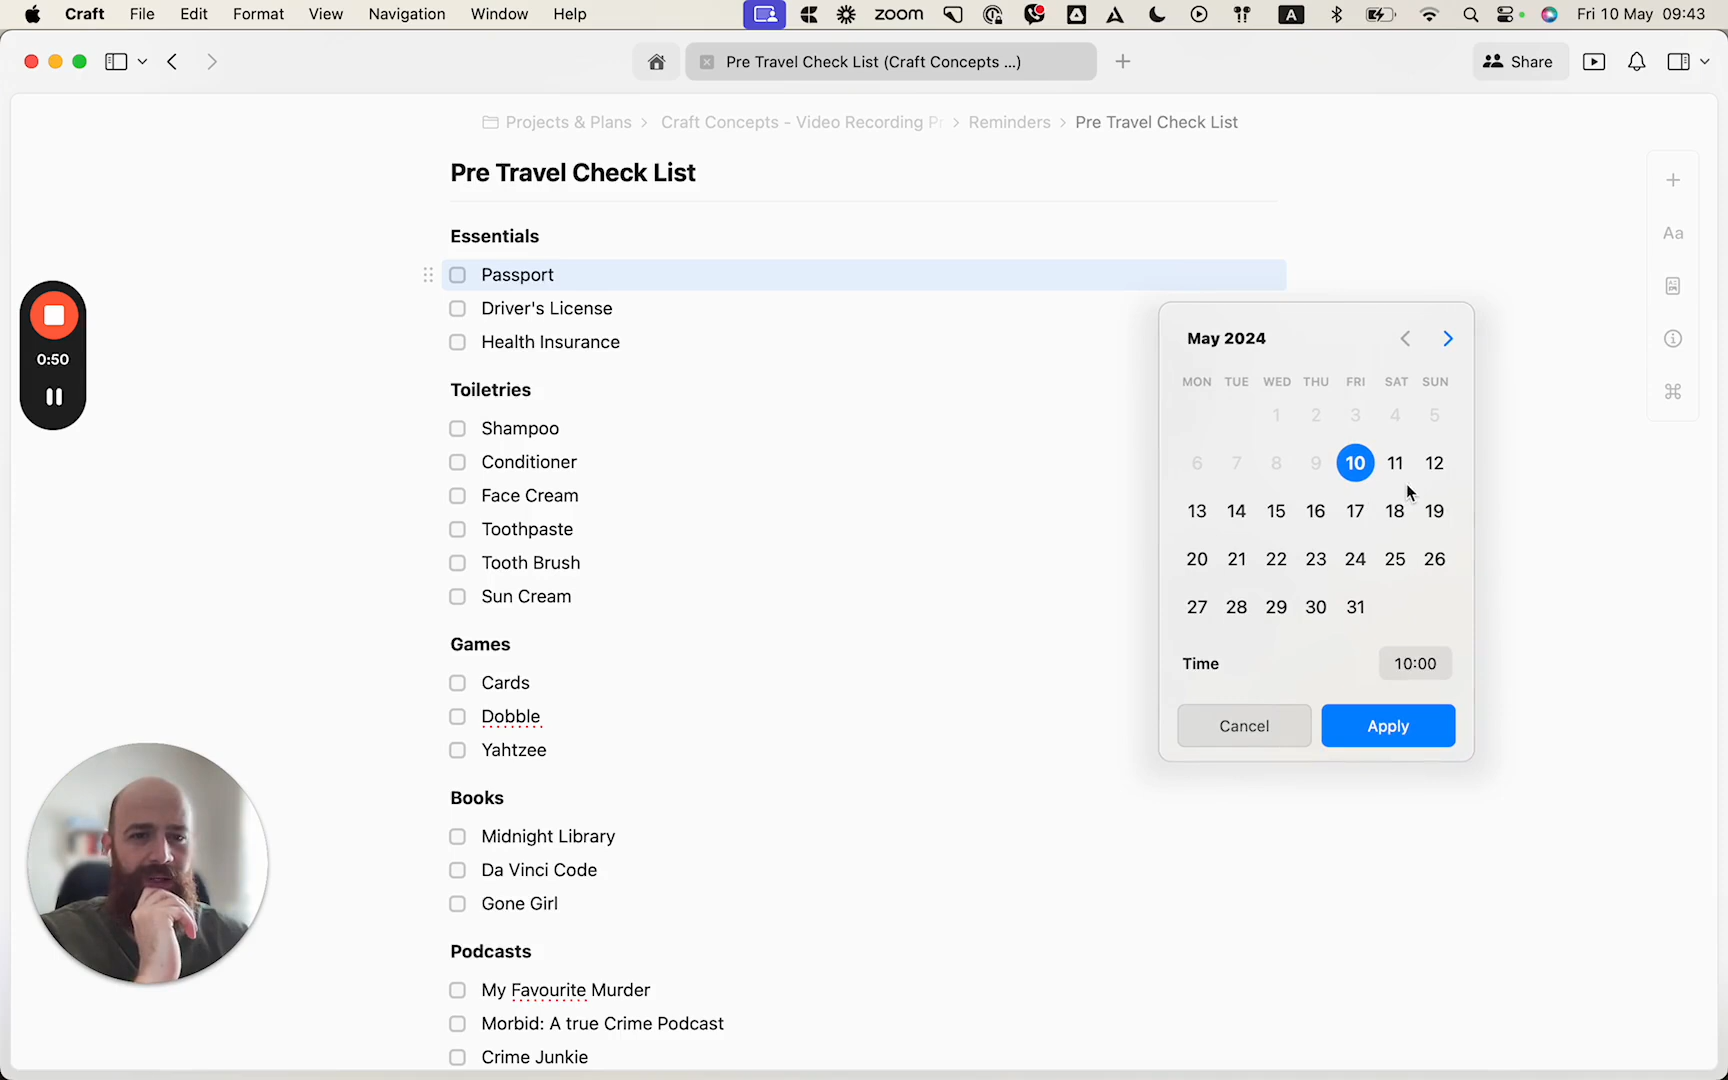 Craft File Edit Format View Navigation Window Help zoom A Fri 10 May 09:43
Pre Travel Check List (Craft Concepts ...) Share
Projects & Plans > Craft Concepts - Video Recording Pr > Reminders > Pre Travel Check List
Pre Travel Check List
Essentials
Passport
Driver's License
Health Insurance
Toiletries
Shampoo
Conditioner
Face Cream
Toothpaste
Tooth Brush
Sun Cream
Games
Cards
Dobble
Yahtzee
Books
Midnight Library
Da Vinci Code
Gone Girl
Podcasts
My Favourite Murder
Morbid: A true Crime Podcast
Crime Junkie
May 2024
MON TUE WED THU FRI SAT SUN
1 2 3 4 5
6 7 8 9 10 11 12
13 14 15 16 17 18 19
20 21 22 23 24 25 26
27 28 29 30 31
Time 10:00
Cancel Apply
Aa
0:50